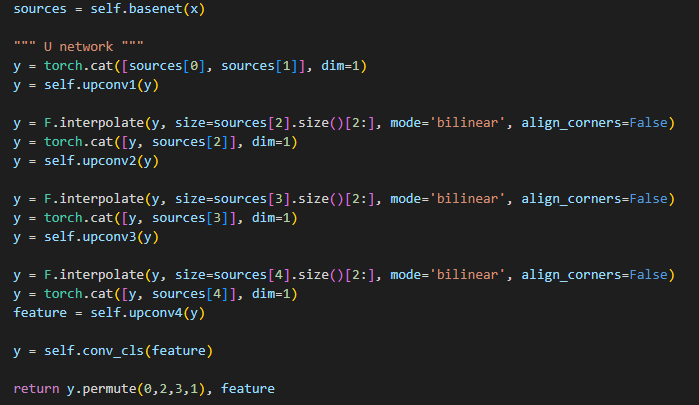 sources = self.basenet(x)
""" U network """
y = torch.cat([sources[0], sources[1]], dim=1)
y = self.upconv1(y)
y = F.interpolate(y, size=sources[2].size()[2:], mode='bilinear', align_corners=False)
y = torch.cat([y, sources[2]], dim=1)
y = self.upconv2(y)
y = F.interpolate(y, size=sources[3].size()[2:], mode='bilinear', align_corners=False)
y = torch.cat([y, sources[3]], dim=1)
y = self.upconv3(y)
y = F.interpolate(y, size=sources[4].size()[2:], mode='bilinear', align_corners=False)
y = torch.cat([y, sources[4]], dim=1)
feature = self.upconv4(y)
y = self.conv_cls(feature)
return y.permute(0,2,3,1), feature